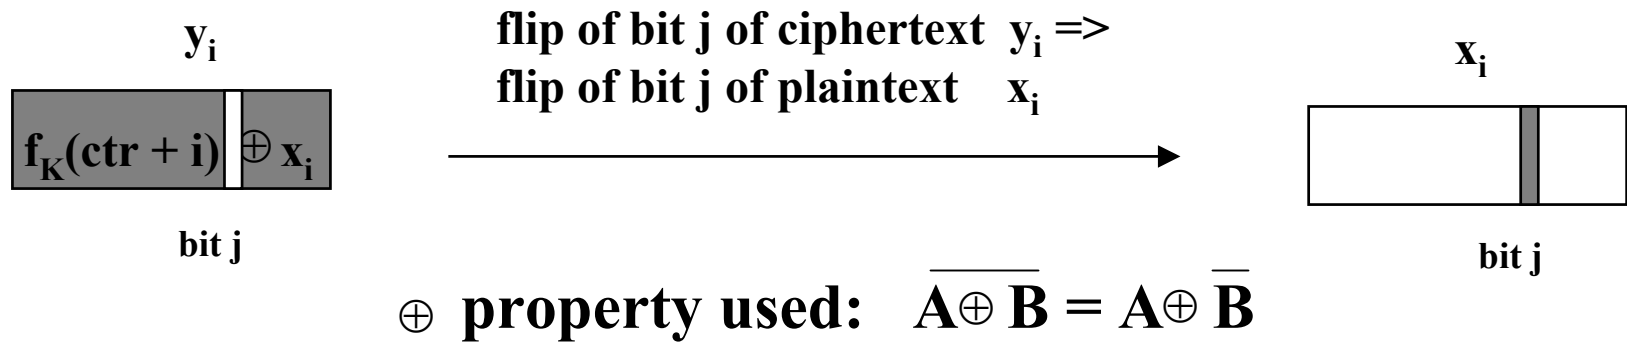 yᵢ
flip of bit j of ciphertext yᵢ =>
flip of bit j of plaintext xᵢ
xᵢ
f_K(ctr + i) ⊕ xᵢ
bit j
bit j
⊕ property used: A̅⊕̅B̅ = A⊕B̅